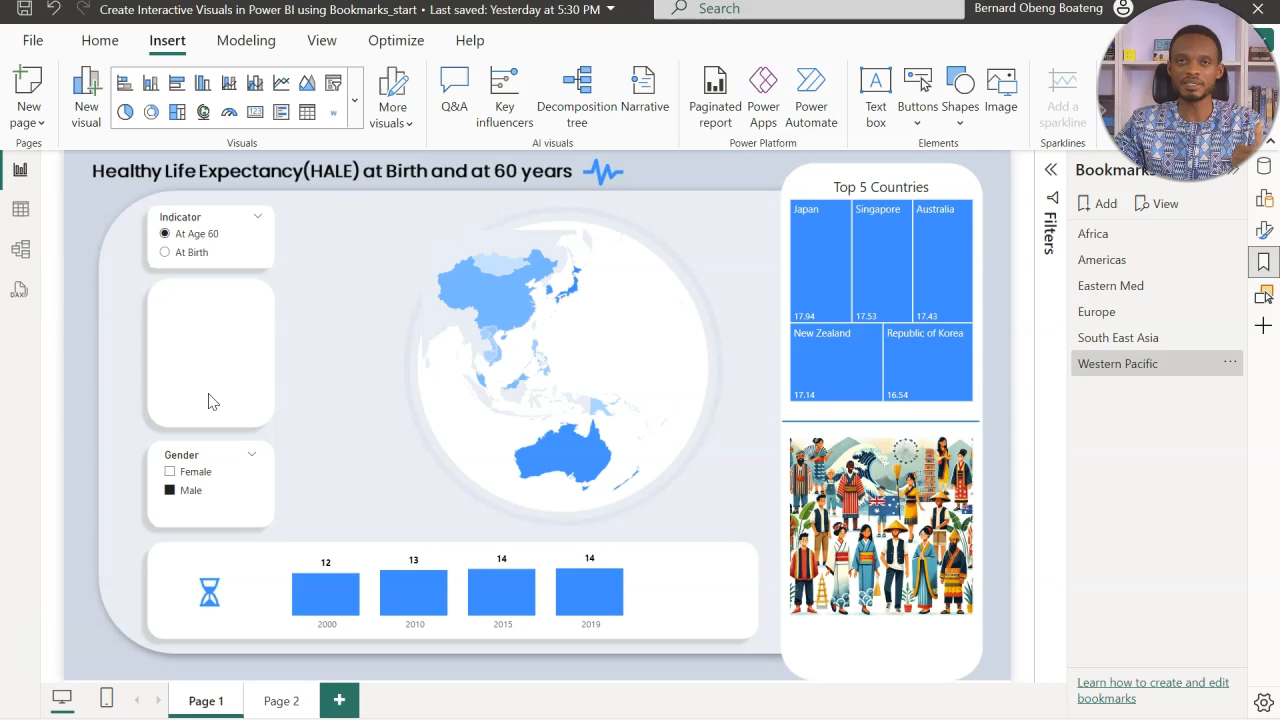 Create Interactive Visuals in Power BI using Bookmarks_start • Last saved: Yesterday at 5:30 PM
Search
Bernard Obeng Boateng
File
Home
Insert
Modeling
View
Optimize
Help
New page
New visual
More visuals
Q&A
Key influencers
Decomposition tree
Narrative
Paginated report
Power Apps
Power Automate
Text box
Buttons
Shapes
Image
Add a sparkline
Pages
Visuals
AI visuals
Power Platform
Elements
Sparklines
Healthy Life Expectancy(HALE) at Birth and at 60 years
Indicator
At Age 60
At Birth
Gender
Female
Male
12
13
14
14
2000
2010
2015
2019
Top 5 Countries
Japan
Singapore
Australia
17.94
17.53
17.43
New Zealand
Republic of Korea
17.14
16.54
Filters
Bookmarks
Add
View
Africa
Americas
Eastern Med
Europe
South East Asia
Western Pacific
Learn how to create and edit
bookmarks
DAX
Page 1
Page 2